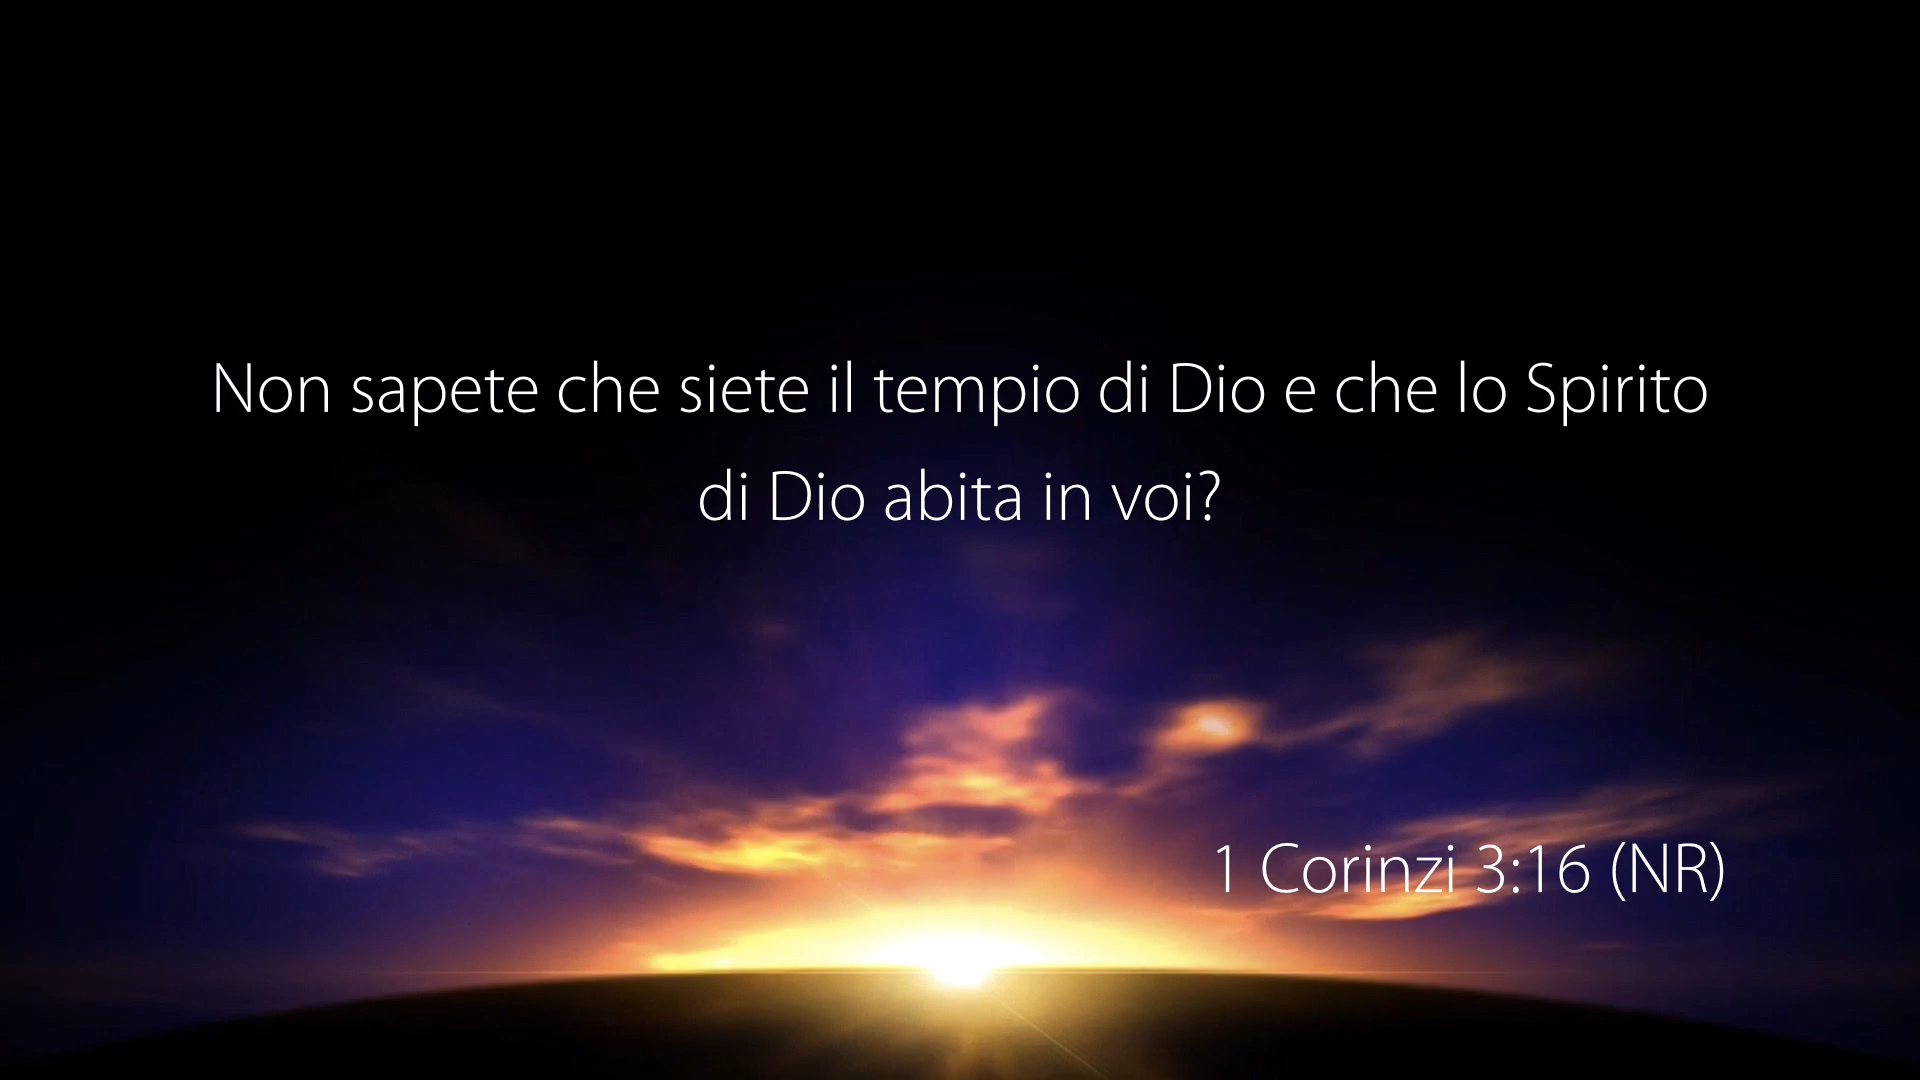 Non sapete che siete il tempio di Dio e che lo Spirito
di Dio abita in voi?
1 Corinzi 3:16 (NR)